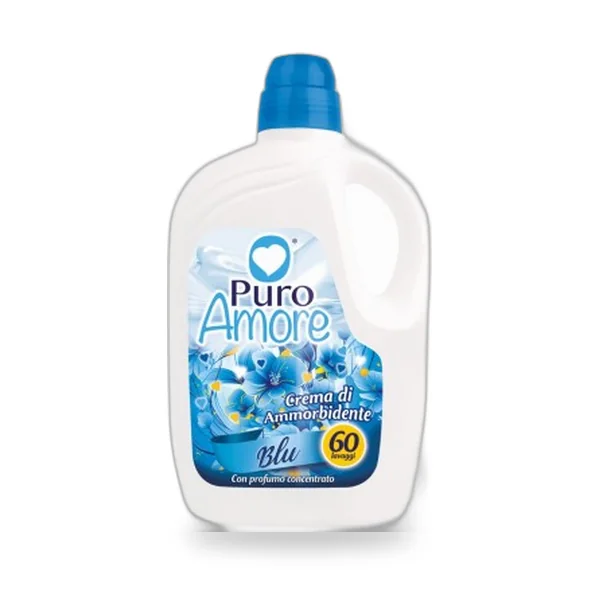 Puro
Amore
®
Crema di
Ammorbidente
60
lavaggi
Blu
Con profumo concentrato